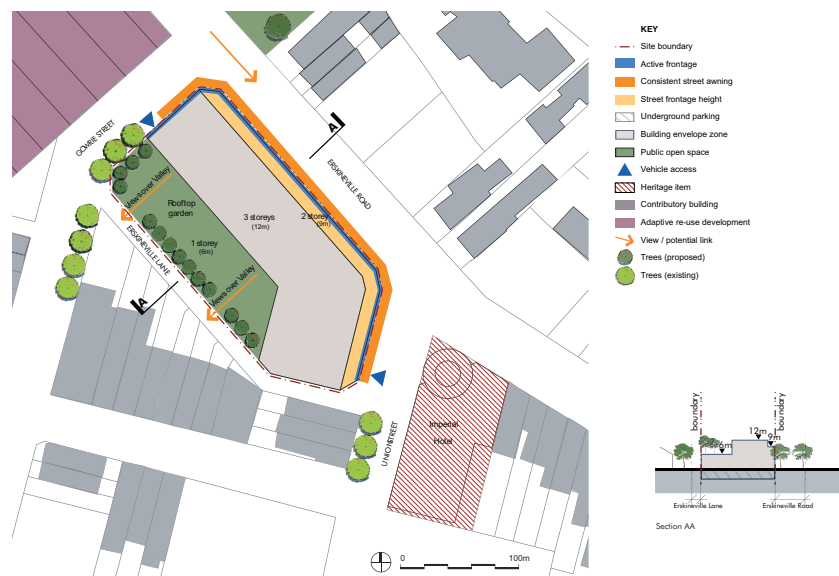 GOWRIE STREET
A
ERSKINEVILLE ROAD
Views over Valley
Rooftop
garden
3 storeys
(12m)
2 storey
(9m)
1 storey
(6m)
ERSKINEVILLE LANE
Views over Valley
A
UNION STREET
Imperial
Hotel
0
100m
KEY
Site boundary
Active frontage
Consistent street awning
Street frontage height
Underground parking
Building envelope zone
Public open space
Vehicle access
Heritage item
Contributory building
Adaptive re-use development
View / potential link
Trees (proposed)
Trees (existing)
boundary
boundary
12m
9m
6m
Erskineville Lane
Erskineville Road
Section AA